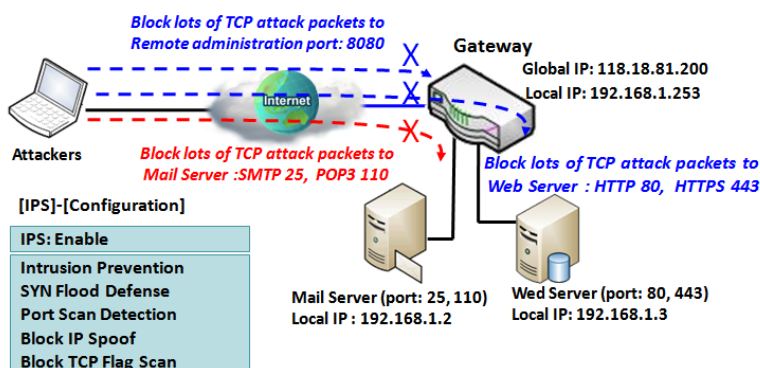 Block lots of TCP attack packets to
Remote administration port: 8080
Gateway
Global IP: 118.18.81.200
Local IP: 192.168.1.253
Internet
Attackers
Block lots of TCP attack packets to
Mail Server :SMTP 25, POP3 110
Block lots of TCP attack packets to
Web Server : HTTP 80, HTTPS 443
[IPS]-[Configuration]
IPS: Enable
Intrusion Prevention
SYN Flood Defense
Port Scan Detection
Block IP Spoof
Block TCP Flag Scan
Mail Server (port: 25, 110)
Local IP : 192.168.1.2
Wed Server (port: 80, 443)
Local IP: 192.168.1.3